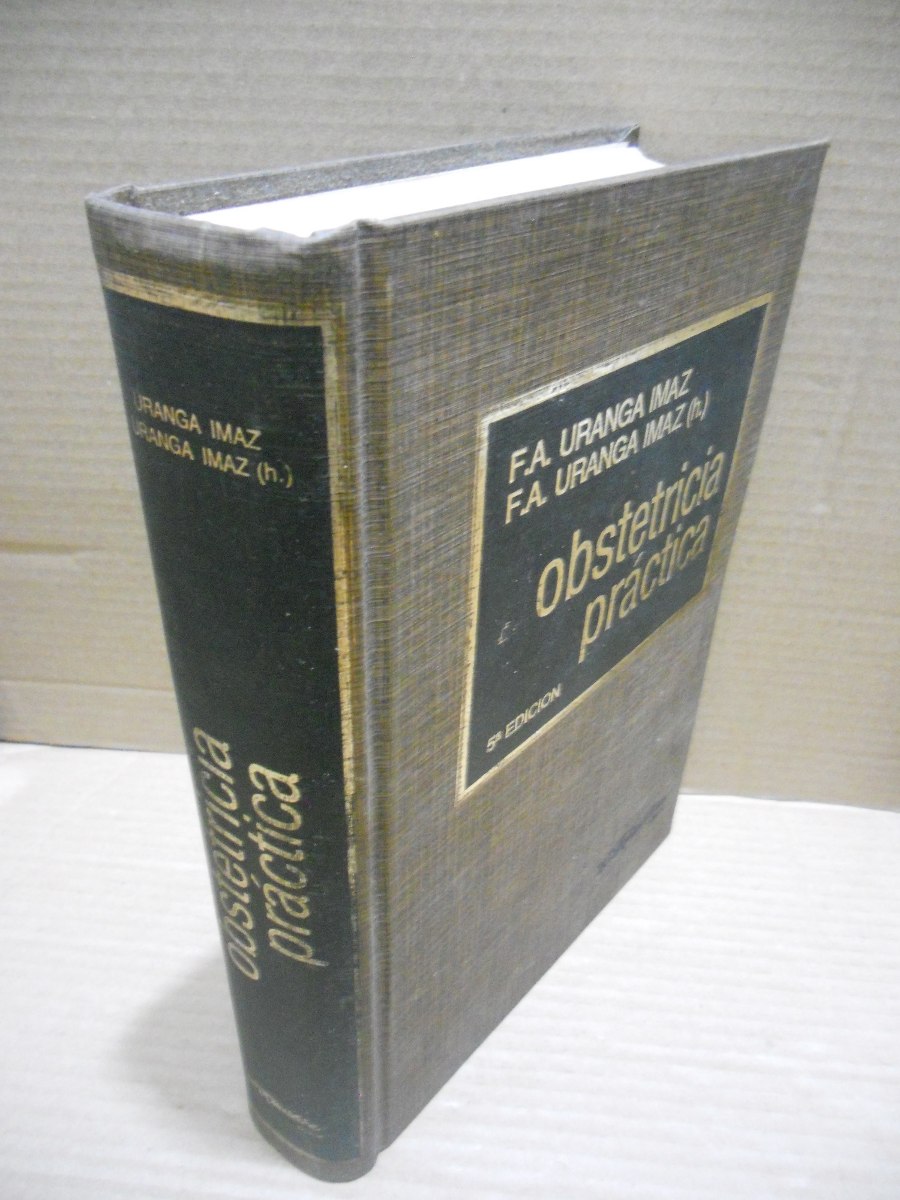 URANGA IMAZ
URANGA IMAZ (h.)
obstetricia
práctica
F.A. URANGA IMAZ
F.A. URANGA IMAZ (h.)
obstetricia
práctica
5ª EDICION